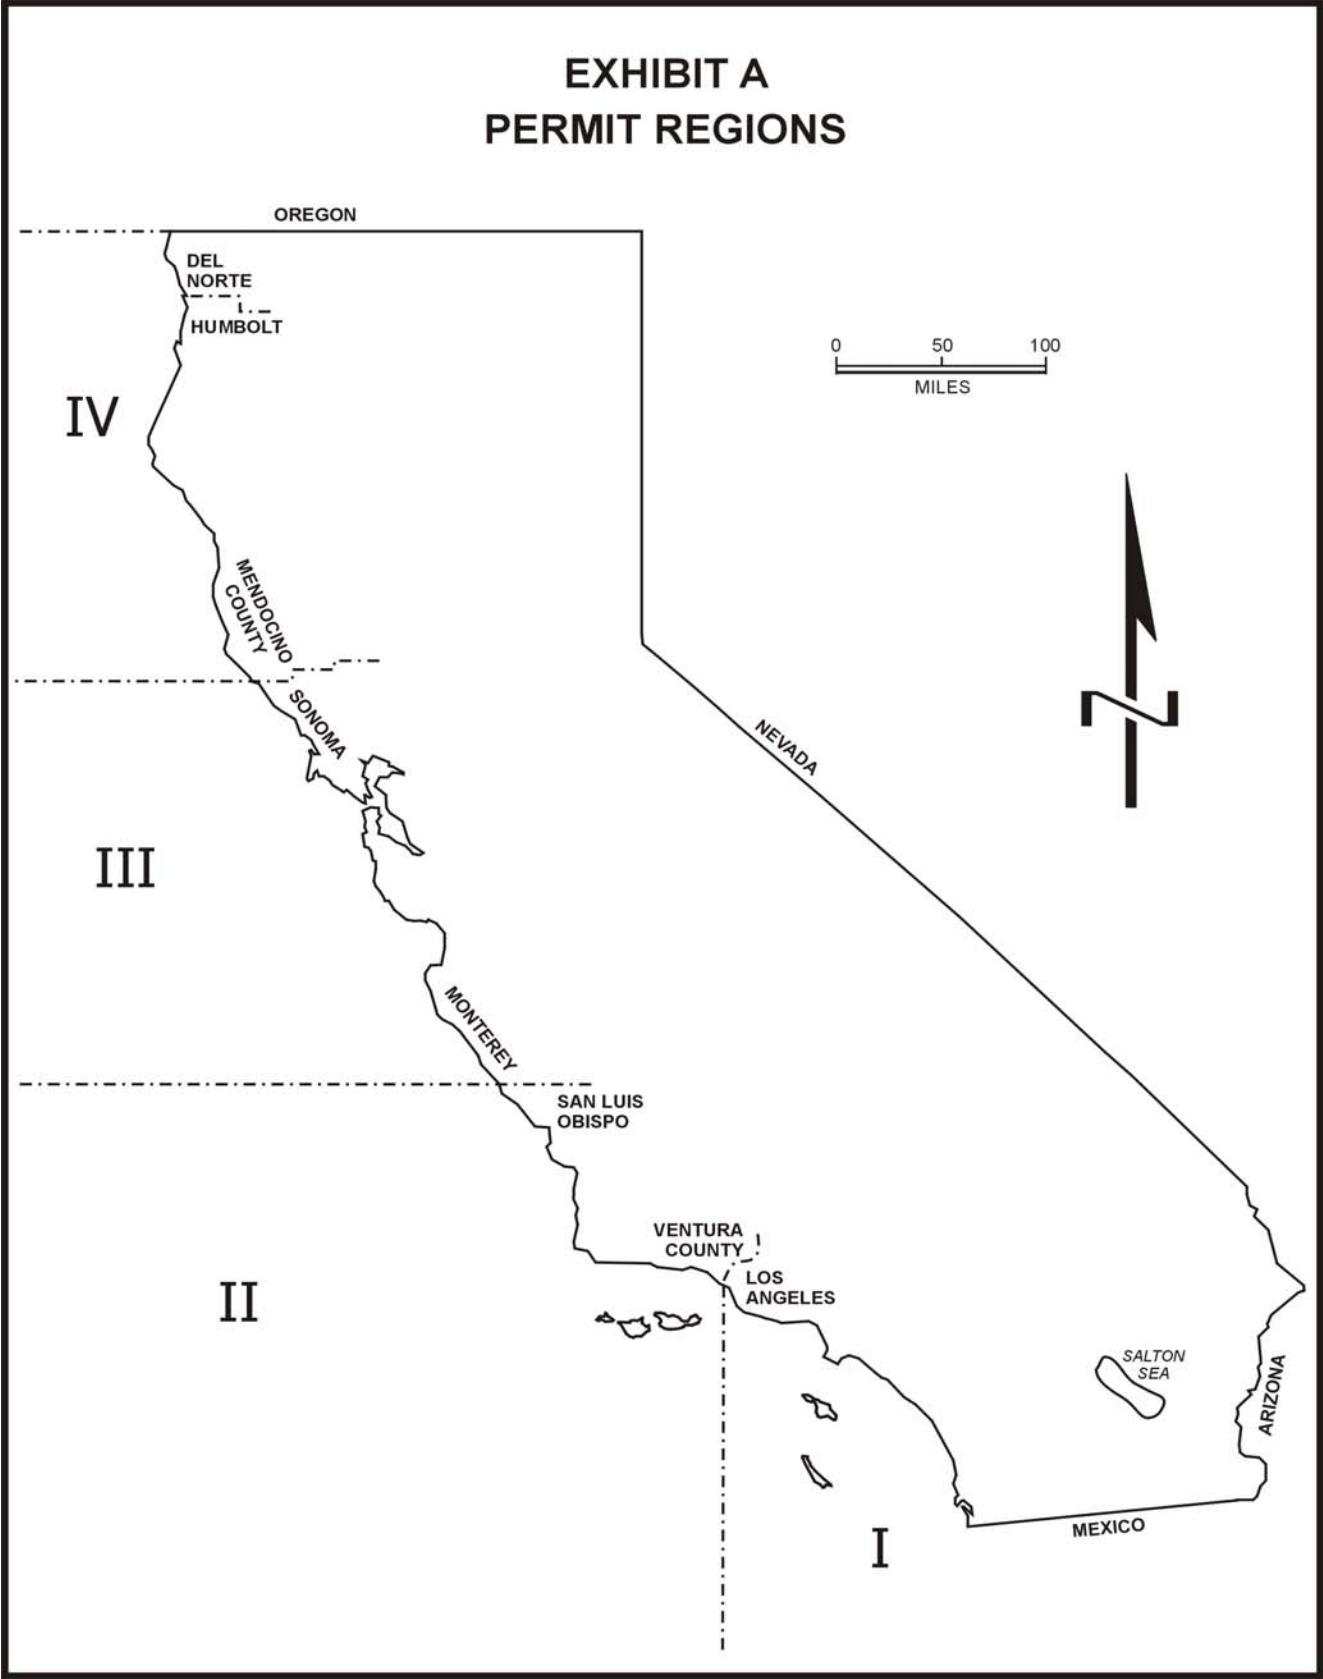 EXHIBIT A
PERMIT REGIONS
OREGON
DEL
NORTE
HUMBOLT
0 50 100
MILES
IV
MENDOCINO
COUNTY
SONOMA
NEVADA
III
MONTEREY
SAN LUIS
OBISPO
VENTURA
COUNTY
LOS
ANGELES
II
SALTON
SEA
ARIZONA
MEXICO
I
N